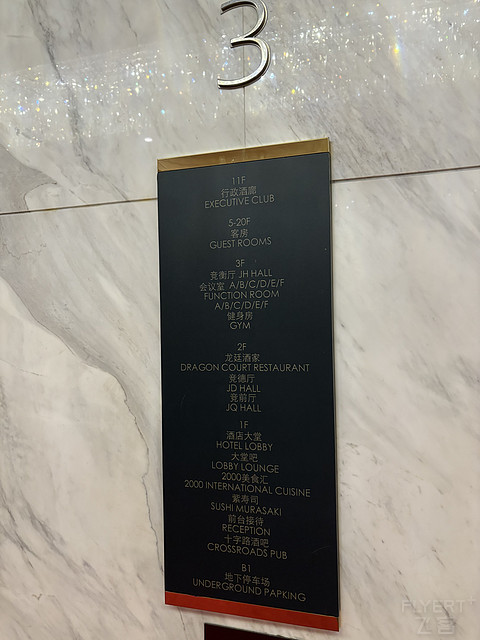 3
11F
行政酒廊
EXECUTIVE CLUB
5-20F
客房
GUEST ROOMS
3F
竞衡厅 JH HALL
会议室 A/B/C/D/E/F
FUNCTION ROOM
A/B/C/D/E/F
健身房
GYM
2F
龙廷酒家
DRAGON COURT RESTAURANT
竞德厅
JD HALL
竞前厅
JQ HALL
1F
酒店大堂
HOTEL LOBBY
大堂吧
LOBBY LOUNGE
2000美食汇
2000 INTERNATIONAL CUISINE
紫寿司
SUSHI MURASAKI
前台接待
RECEPTION
十字路酒吧
CROSSROADS PUB
B1
地下停车场
UNDERGROUND PAPKING
FLYERT
飞客